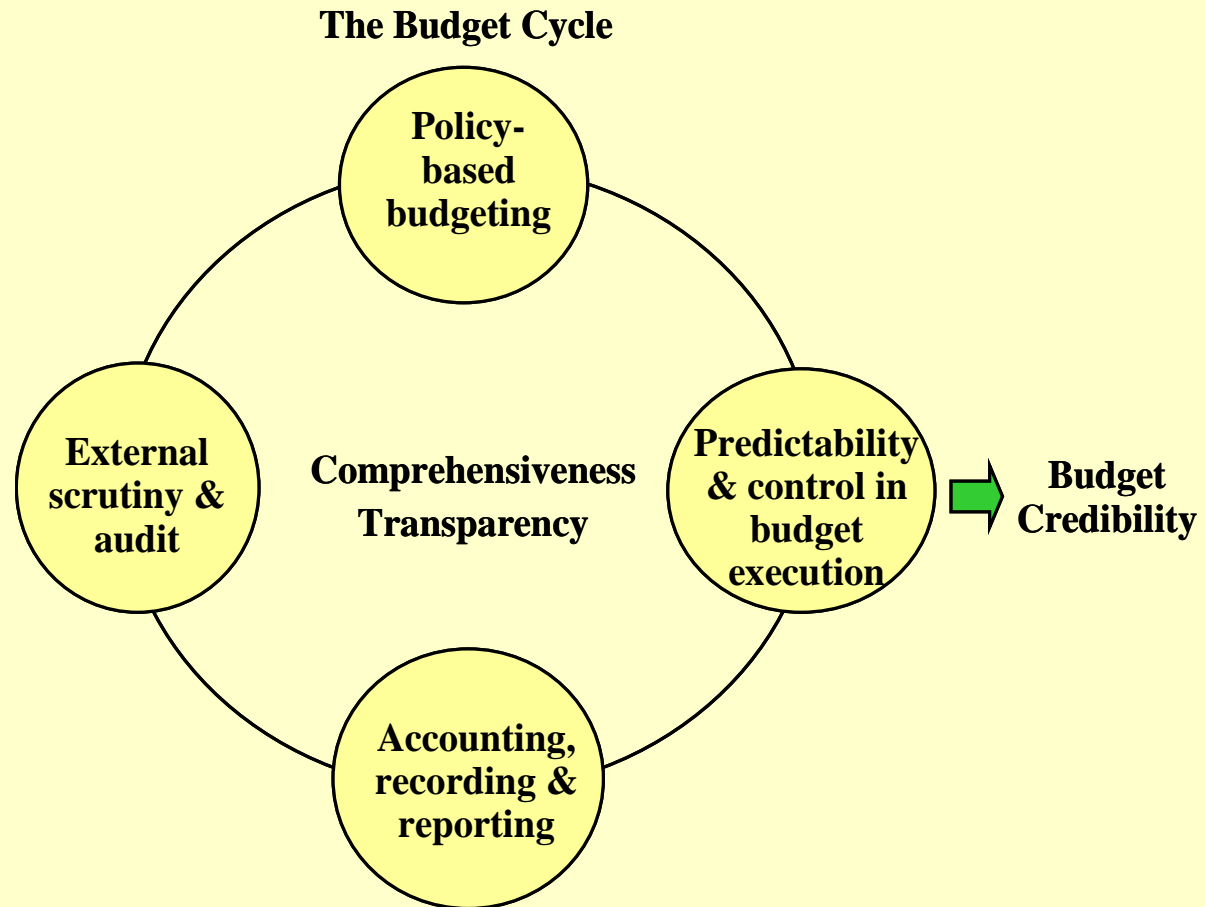 The Budget Cycle
Policy-
based
budgeting
External
scrutiny &
audit
Comprehensiveness
Transparency
Predictability
& control in
budget
execution
Budget
Credibility
Accounting,
recording &
reporting